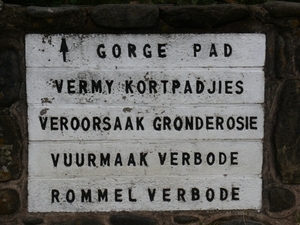 GORGE PAD
VERMY KORTPADJIES
VEROORSAAK GRONDEROSIE
VUURMAAK VERBODE
ROMMEL VERBODE